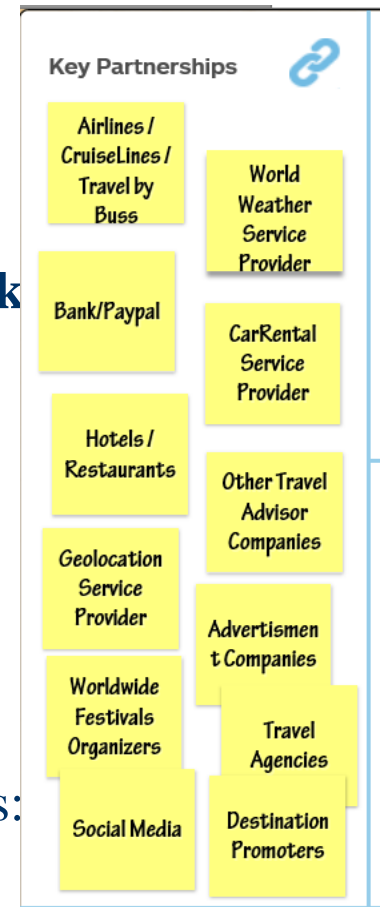 Key Partnerships
Airlines /
CruiseLines /
Travel by
Buss
World
Weather
Service
Provider
k
Bank/Paypal
CarRental
Service
Provider
Hotels /
Restaurants
Other Travel
Advisor
Companies
Geolocation
Service
Provider
Advertismen
t Companies
Worldwide
Festivals
Organizers
Travel
Agencies
s:
Social Media
Destination
Promoters